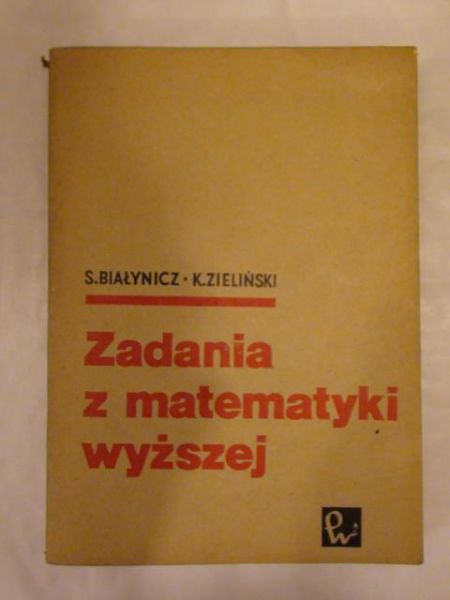 S.BIAŁYNICZ · K.ZIELIŃSKI
Zadania
z matematyki
wyższej